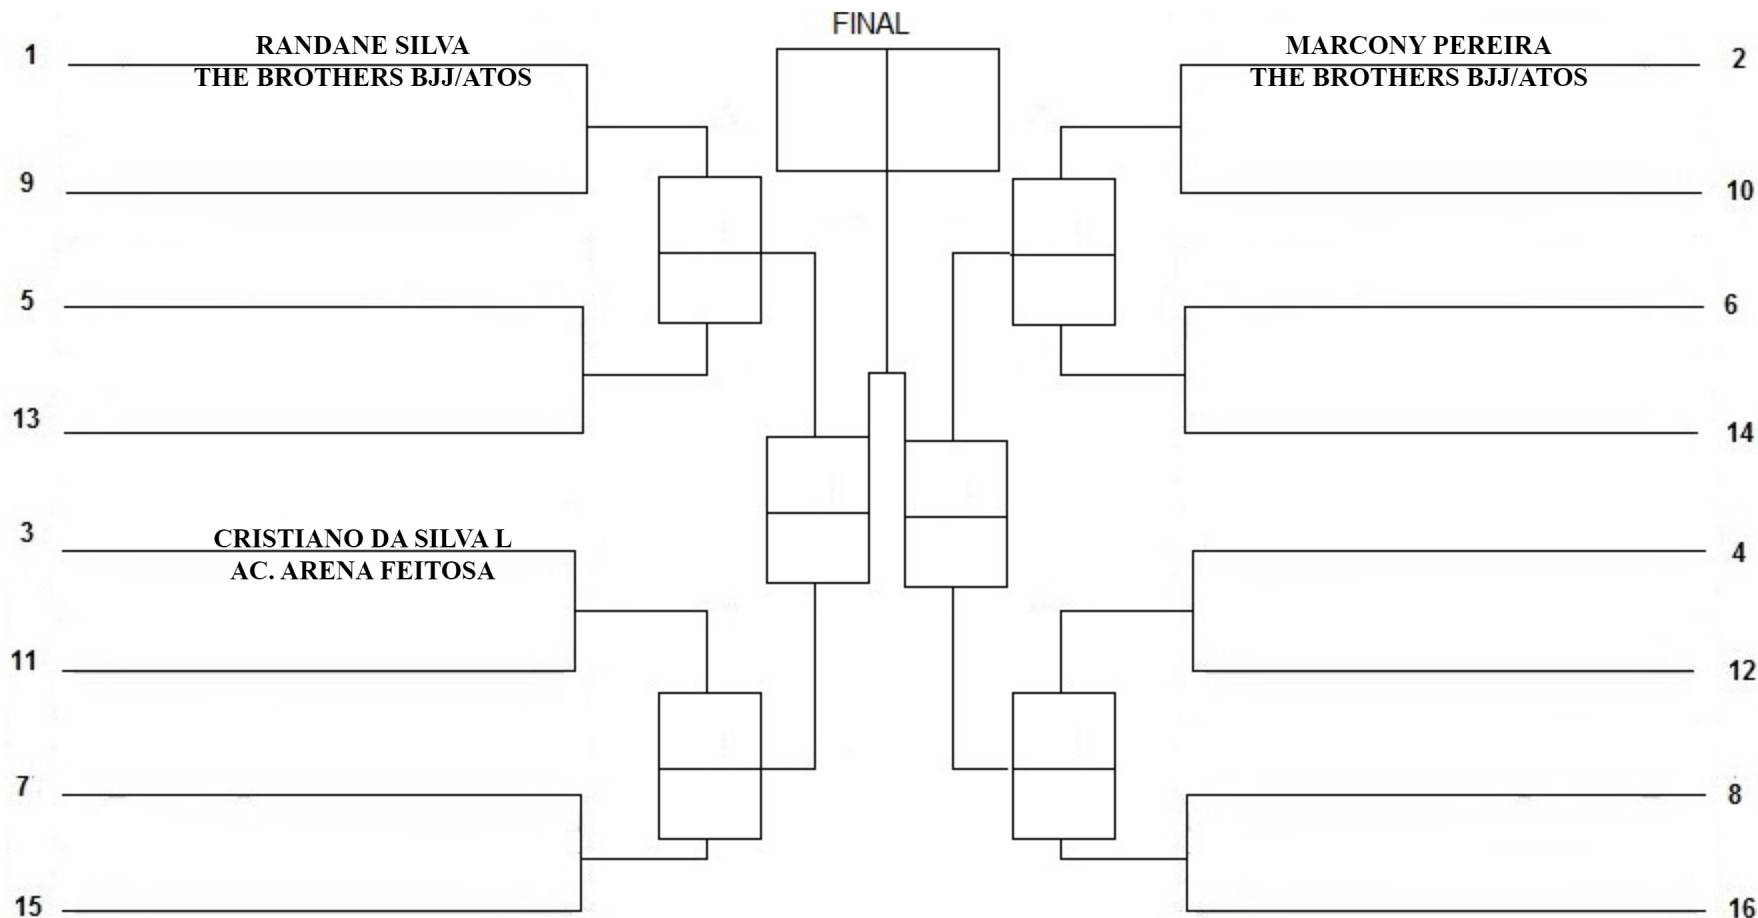 FINAL
1
RANDANE SILVA
THE BROTHERS BJJ/ATOS
9
5
13
3
CRISTIANO DA SILVA L
AC. ARENA FEITOSA
11
7
15
MARCONY PEREIRA
THE BROTHERS BJJ/ATOS
2
10
6
14
4
12
8
16